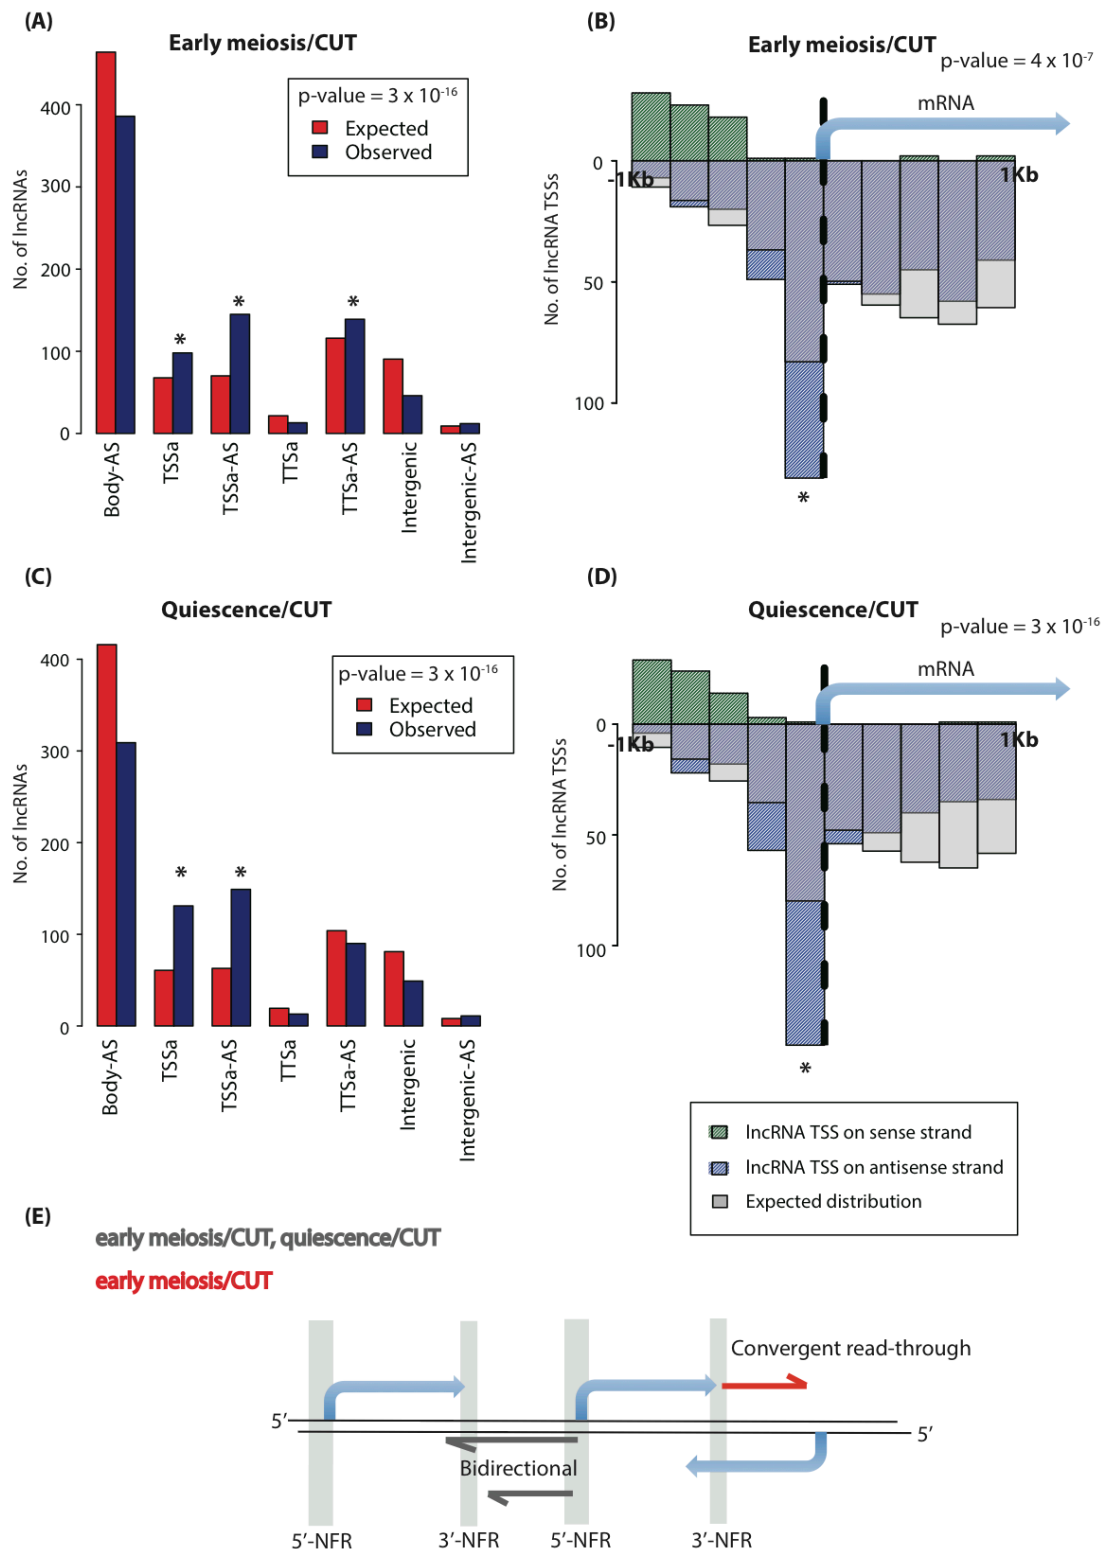 (A)
Early meiosis/CUT
p-value = 3 x 10-16
Expected
Observed
No. of lncRNAs
400
300
200
100
0
*
*
*
Body-AS
TSSa
TSSa-AS
TTSa
TTSa-AS
Intergenic
Intergenic-AS
(B)
Early meiosis/CUT
p-value = 4 x 10-7
mRNA
0
-1Kb
1Kb
No. of lncRNA TSSs
50
100
*
(C)
Quiescence/CUT
p-value = 3 x 10-16
Expected
Observed
No. of lncRNAs
400
300
200
100
0
*
*
Body-AS
TSSa
TSSa-AS
TTSa
TTSa-AS
Intergenic
Intergenic-AS
(D)
Quiescence/CUT
p-value = 3 x 10-16
mRNA
0
-1Kb
1Kb
No. of lncRNA TSSs
50
100
*
lncRNA TSS on sense strand
lncRNA TSS on antisense strand
Expected distribution
(E)
early meiosis/CUT, quiescence/CUT
early meiosis/CUT
Convergent read-through
5'
5'
Bidirectional
5'-NFR
3'-NFR
5'-NFR
3'-NFR